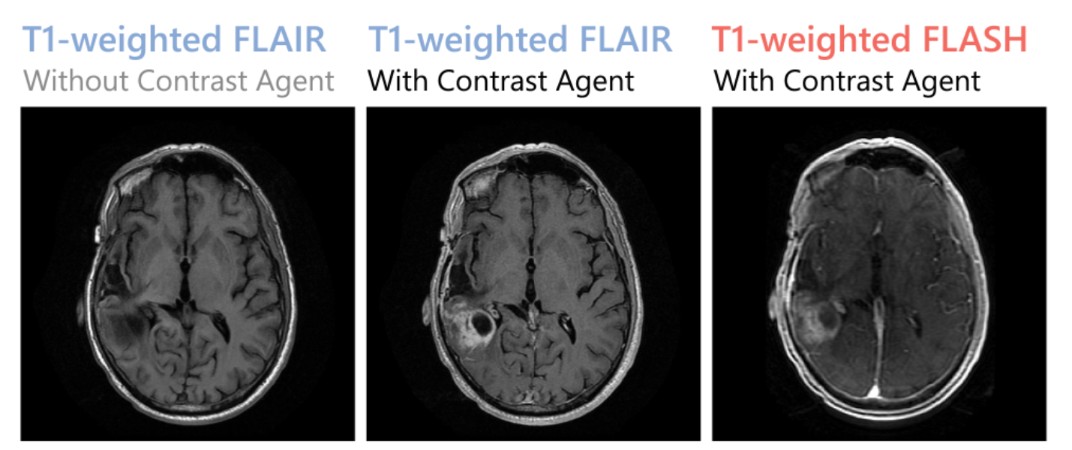 T1-weighted FLAIR
Without Contrast Agent
T1-weighted FLAIR
With Contrast Agent
T1-weighted FLASH
With Contrast Agent